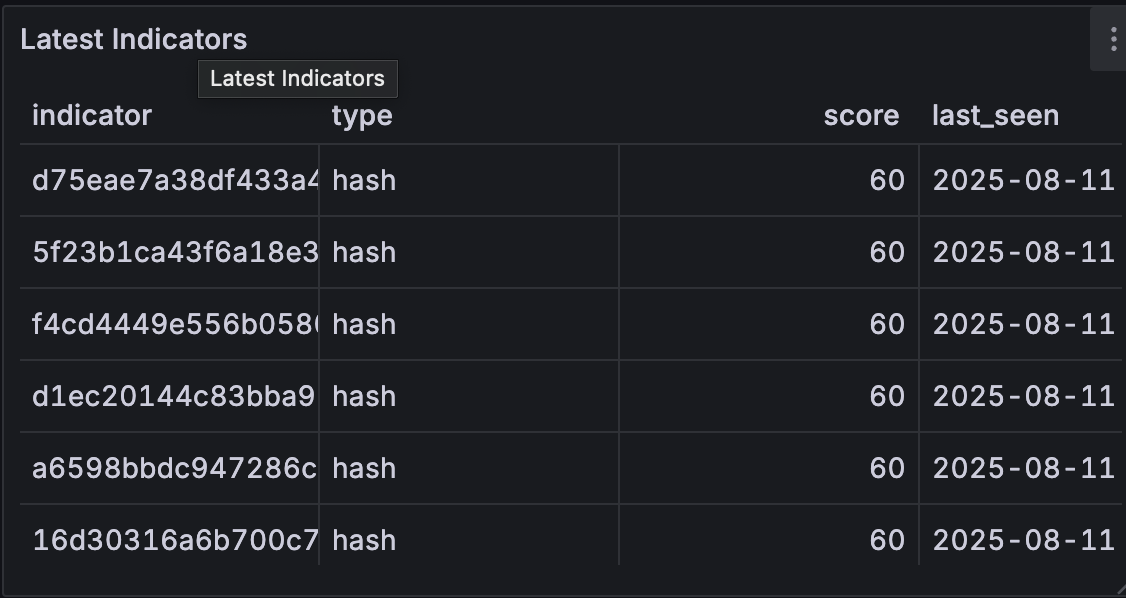 Latest Indicators
Latest Indicators
indicator type score last_seen
d75eae7a38df433a4 hash 60 2025-08-11
5f23b1ca43f6a18e3 hash 60 2025-08-11
f4cd4449e556b058 hash 60 2025-08-11
d1ec20144c83bba9 hash 60 2025-08-11
a6598bbdc947286c hash 60 2025-08-11
16d30316a6b700c7 hash 60 2025-08-11